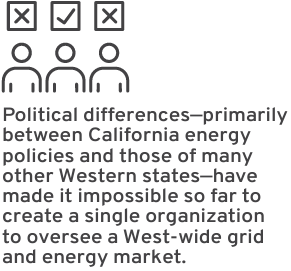 Political differences—primarily
between California energy
policies and those of many
other Western states—have
made it impossible so far to
create a single organization
to oversee a West-wide grid
and energy market.